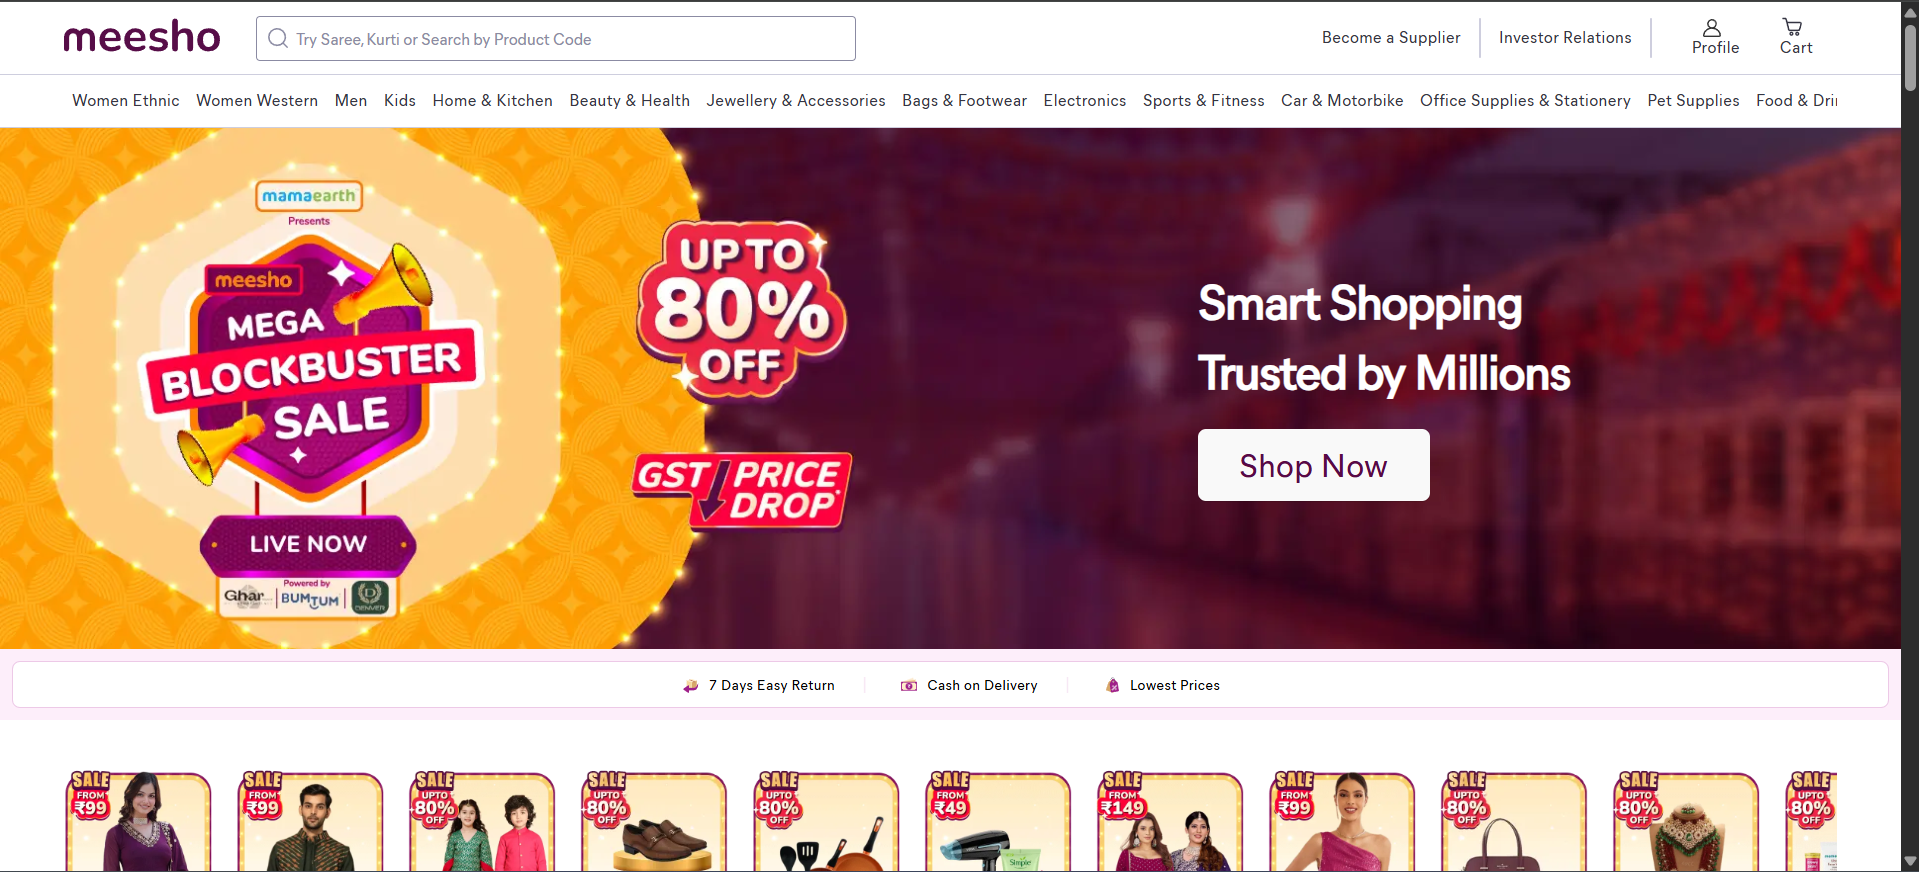 meesho
Try Saree, Kurti or Search by Product Code
Become a Supplier
Investor Relations
Profile
Cart
Women Ethnic Women Western Men Kids Home & Kitchen Beauty & Health Jewellery & Accessories Bags & Footwear Electronics Sports & Fitness Car & Motorbike Office Supplies & Stationery Pet Supplies Food & Dri
mamaearth
Presents
meesho
MEGA
BLOCKBUSTER
SALE
LIVE NOW
Powered by
Ghar
BUMTUM
DENVER
UP TO
80%
OFF
GST PRICE
DROP*
Smart Shopping
Trusted by Millions
Shop Now
7 Days Easy Return
Cash on Delivery
Lowest Prices
SALE
FROM
₹99
SALE
FROM
₹99
SALE
UPTO
80%
OFF
SALE
UPTO
80%
OFF
SALE
UPTO
80%
OFF
SALE
FROM
₹49
Simple
SALE
FROM
₹149
SALE
FROM
₹99
SALE
UPTO
80%
OFF
SALE
UPTO
80%
OFF
SALE
UPTO
80%
OFF